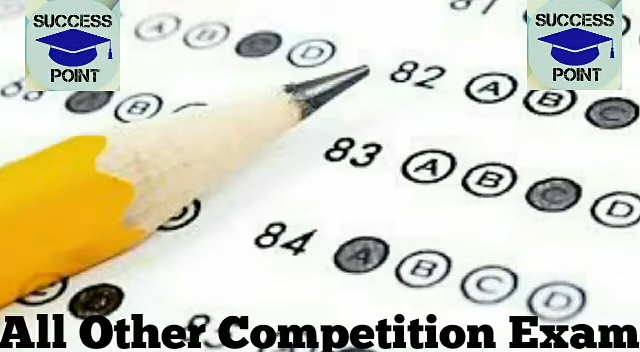 SUCCESS
POINT
SUCCESS
POINT
A B C D
82 A B C
B
83 A B C D
84 A B C D
All Other Competition Exam